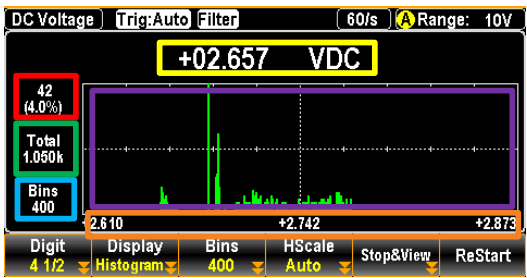 DC Voltage Trig:Auto Filter 60/s A Range: 10V
+02.657 VDC
42
(4.0%)
Total
1.050k
Bins
400
2.610 +2.742 +2.873
Digit Display Bins HScale Stop&View ReStart
4 1/2 Histogram 400 Auto